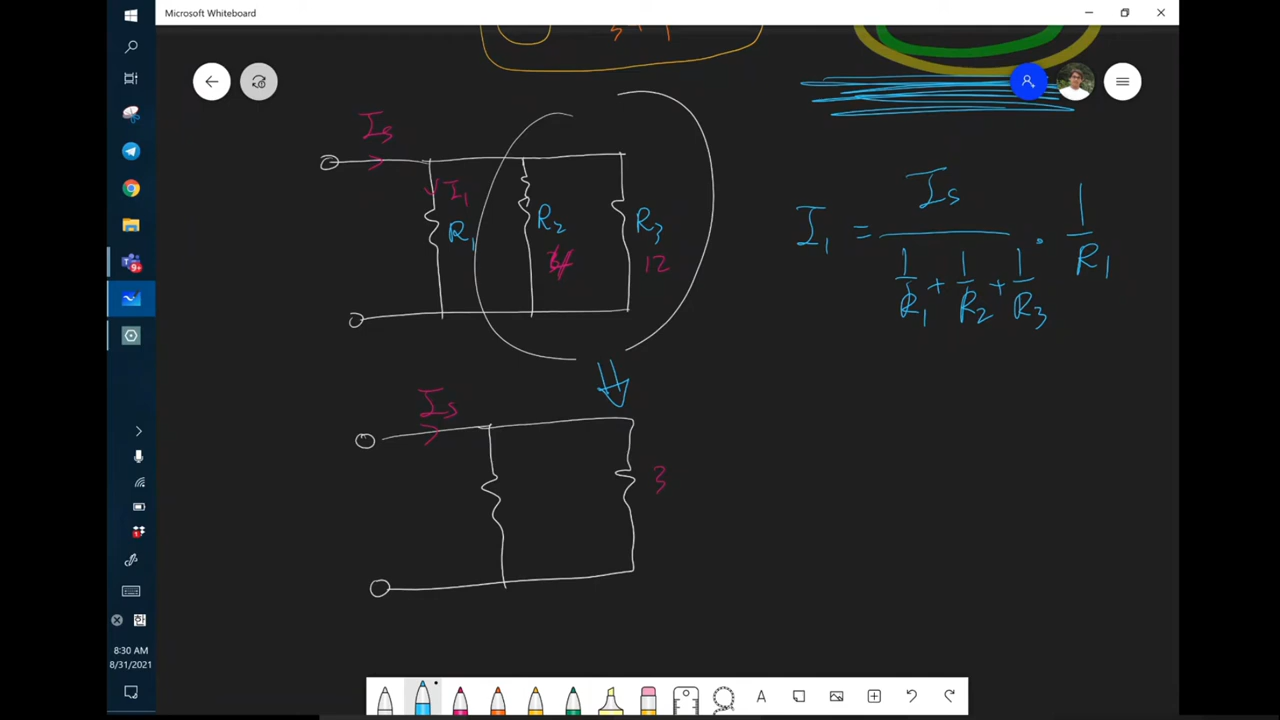 Microsoft Whiteboard
Is
I1
R1
R2
R3
12
I1 = Is / (1/R1 + 1/R2 + 1/R3) · 1/R1
Is
3
9+
8:30 AM
8/31/2021
A